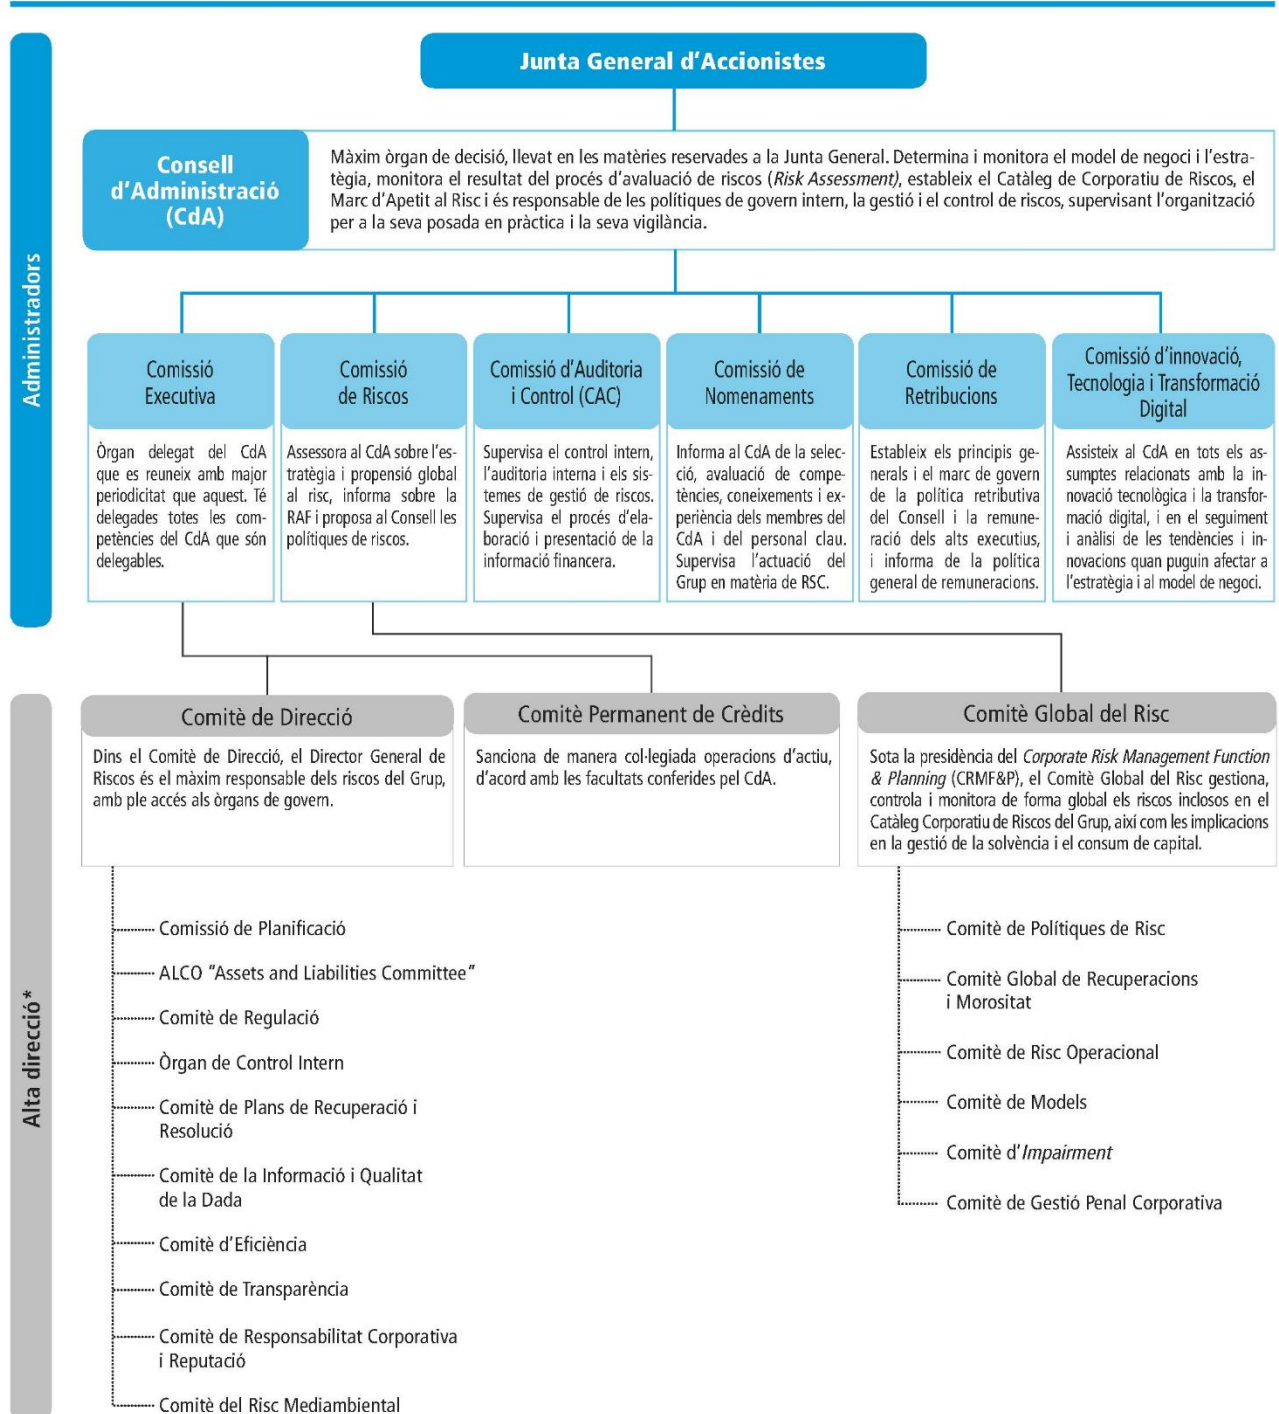 Junta General d'Accionistes
Administradors
Consell
d'Administració
(CdA)
Màxim òrgan de decisió, llevat en les matèries reservades a la Junta General. Determina i monitora el model de negoci i l'estra-
tègia, monitora el resultat del procés d'avaluació de riscos (Risk Assessment), estableix el Catàleg de Corporatiu de Riscos, el
Marc d'Apetit al Risc i és responsable de les polítiques de govern intern, la gestió i el control de riscos, supervisant l'organització
per a la seva posada en pràctica i la seva vigilància.
Comissió
Executiva
Òrgan delegat del CdA
que es reuneix amb major
periodicitat que aquest. Té
delegades totes les com-
petències del CdA que són
delegables.
Comissió
de Riscos
Assessora al CdA sobre l'es-
tratègia i propensió global
al risc, informa sobre la
RAF i proposa al Consell les
polítiques de riscos.
Comissió d'Auditoria
i Control (CAC)
Supervisa el control intern,
l'auditoria interna i els sis-
temes de gestió de riscos.
Supervisa el procés d'ela-
boració i presentació de la
informació financera.
Comissió de
Nomenaments
Informa al CdA de la selec-
ció, avaluació de compe-
tències, coneixements i ex-
periència dels membres del
CdA i del personal clau.
Supervisa l'actuació del
Grup en matèria de RSC.
Comissió de
Retribucions
Estableix els principis ge-
nerals i el marc de govern
de la política retributiva
del Consell i la remune-
ració dels alts executius,
i informa de la política
general de remuneracions.
Comissió d'innovació,
Tecnologia i Transformació
Digital
Assisteix al CdA en tots els as-
sumptes relacionats amb la in-
novació tecnològica i la transfor-
mació digital, i en el seguiment
i anàlisi de les tendències i in-
novacions quan puguin afectar a
l'estratègia i al model de negoci.
Alta direcció*
Comitè de Direcció
Dins el Comitè de Direcció, el Director General de
Riscos és el màxim responsable dels riscos del Grup,
amb ple accés als òrgans de govern.
Comitè Permanent de Crèdits
Sanciona de manera col·legiada operacions d'actiu,
d'acord amb les facultats conferides pel CdA.
Comitè Global del Risc
Sota la presidència del Corporate Risk Management Function
& Planning (CRMF&P), el Comitè Global del Risc gestiona,
controla i monitora de forma global els riscos inclosos en el
Catàleg Corporatiu de Riscos del Grup, així com les implicacions
en la gestió de la solvència i el consum de capital.
Comissió de Planificació
ALCO "Assets and Liabilities Committee"
Comitè de Regulació
Òrgan de Control Intern
Comitè de Plans de Recuperació i
Resolució
Comitè de la Informació i Qualitat
de la Dada
Comitè d'Eficiència
Comitè de Transparència
Comitè de Responsabilitat Corporativa
i Reputació
Comitè del Risc Mediambiental
Comitè de Polítiques de Risc
Comitè Global de Recuperacions
i Morositat
Comitè de Risc Operacional
Comitè de Models
Comitè d'Impairment
Comitè de Gestió Penal Corporativa